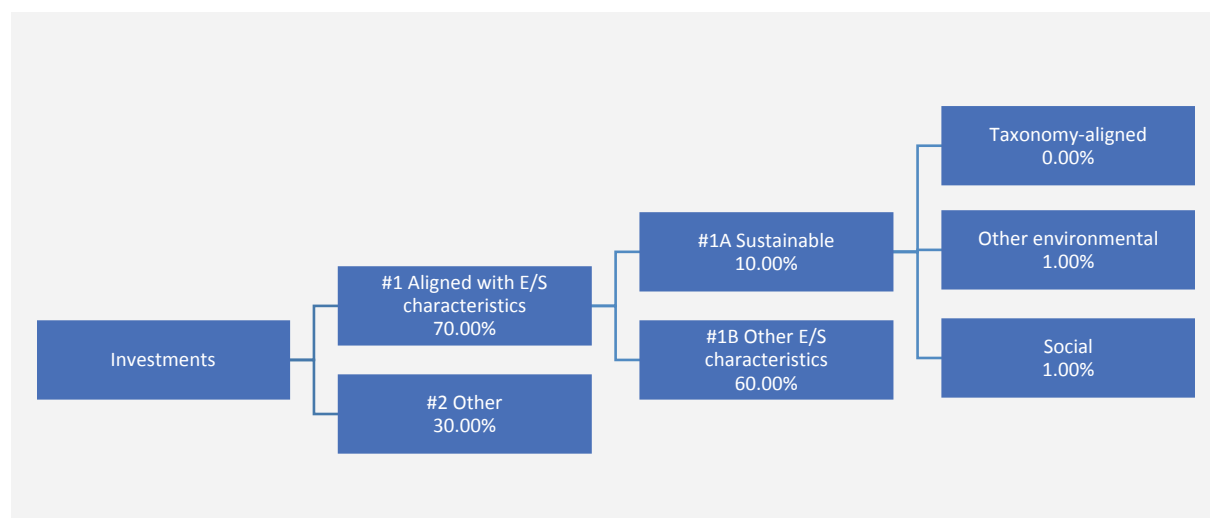 Investments
#1 Aligned with E/S
characteristics
70.00%
#2 Other
30.00%
#1A Sustainable
10.00%
#1B Other E/S
characteristics
60.00%
Taxonomy-aligned
0.00%
Other environmental
1.00%
Social
1.00%